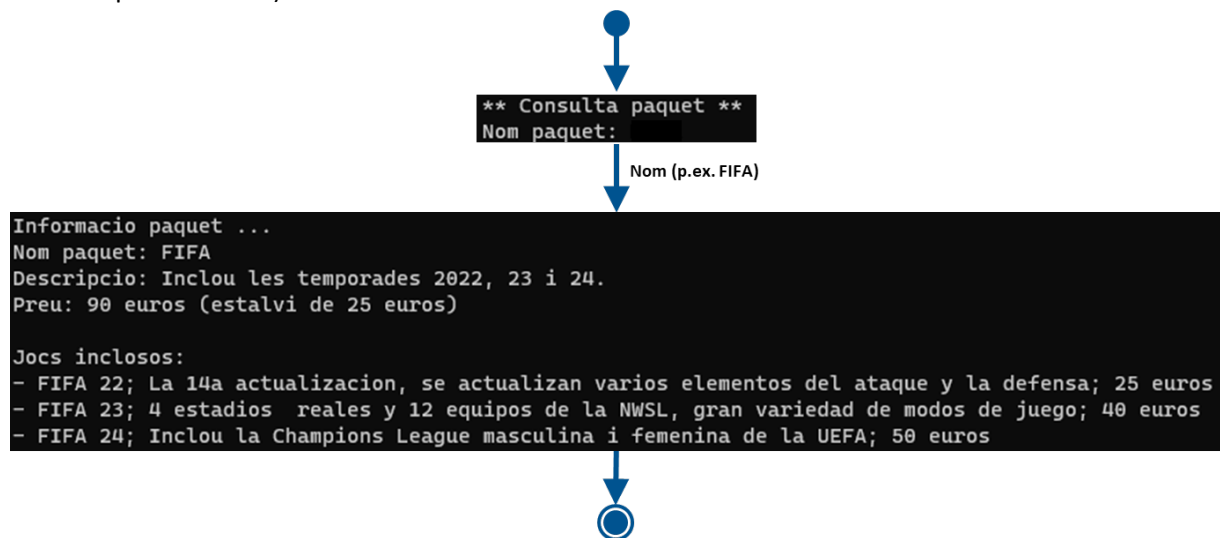 ** Consulta paquet **
Nom paquet:
Nom (p.ex. FIFA)
Informacio paquet ...
Nom paquet: FIFA
Descripcio: Inclou les temporades 2022, 23 i 24.
Preu: 90 euros (estalvi de 25 euros)
Jocs inclosos:
- FIFA 22; La 14a actualizacion, se actualizan varios elementos del ataque y la defensa; 25 euros
- FIFA 23; 4 estadios  reales y 12 equipos de la NWSL, gran variedad de modos de juego; 40 euros
- FIFA 24; Inclou la Champions League masculina i femenina de la UEFA; 50 euros